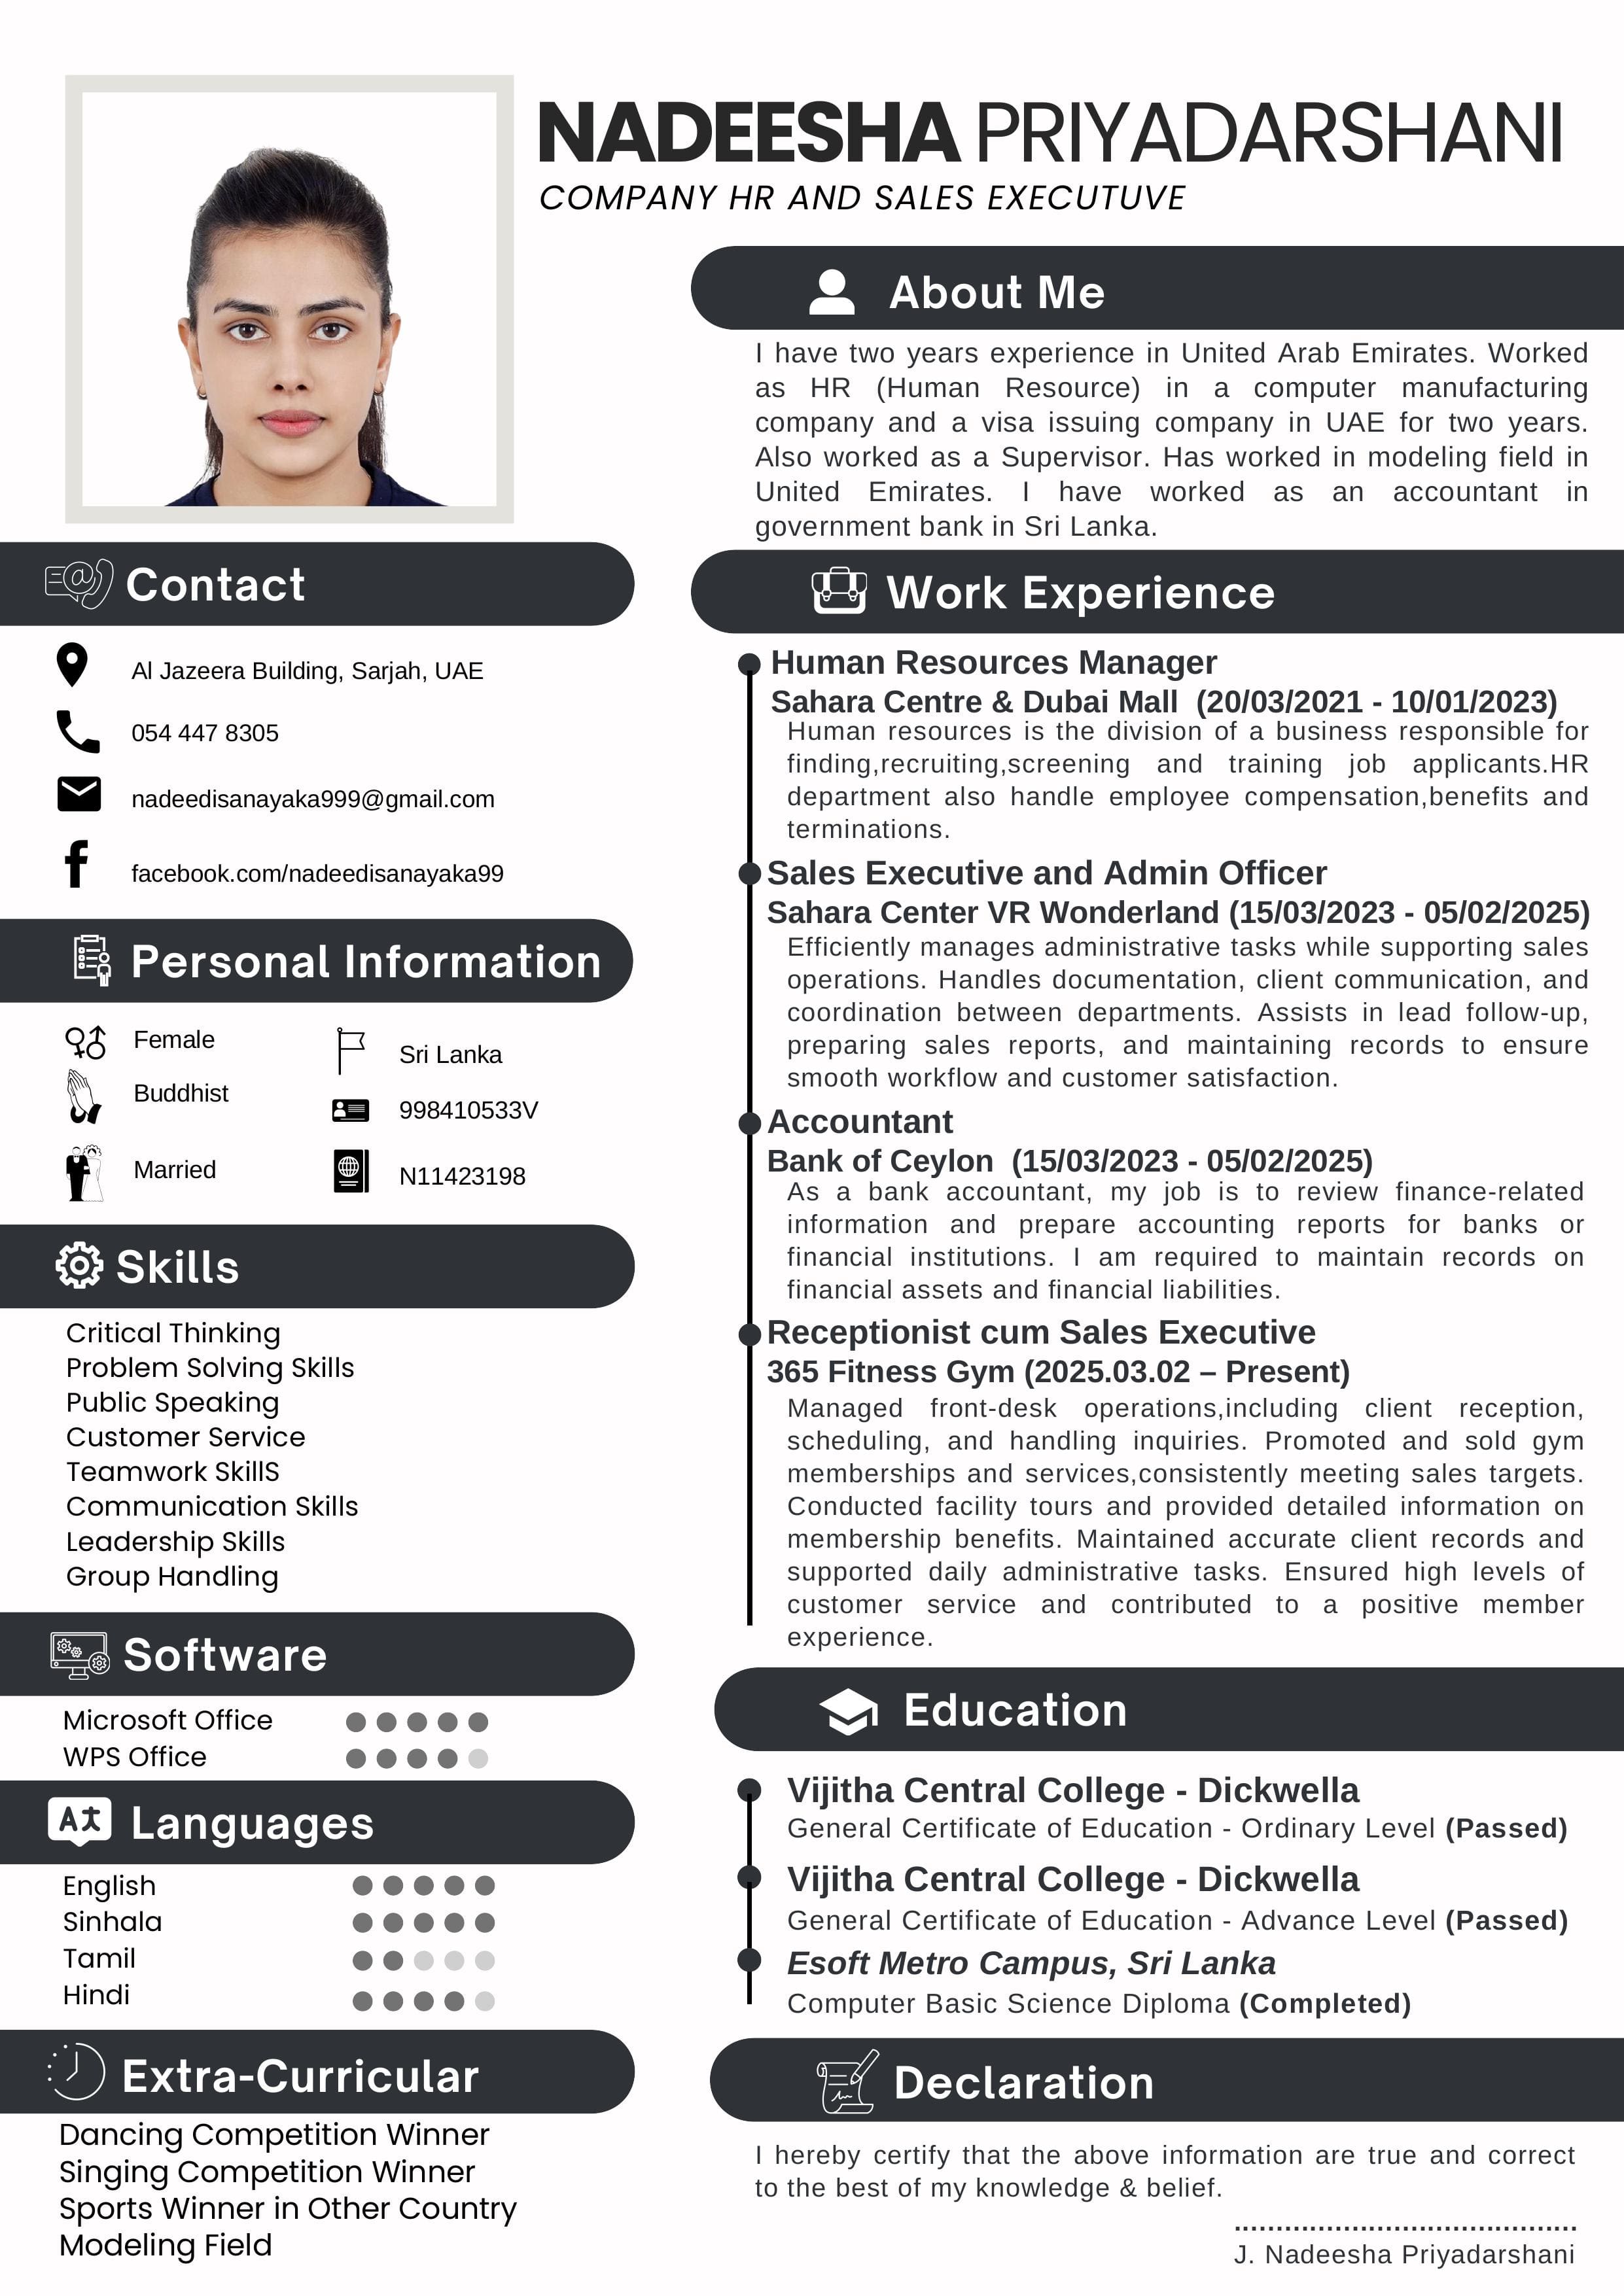 NADEESHA PRIYADARSHANI
COMPANY HR AND SALES EXECUTUVE
Contact
Al Jazeera Building, Sarjah, UAE
054 447 8305
nadeedisanayaka999@gmail.com
facebook.com/nadeedisanayaka99
Personal Information
Female
Buddhist
Married
Sri Lanka
998410533V
N11423198
Skills
Critical Thinking
Problem Solving Skills
Public Speaking
Customer Service
Teamwork SkillS
Communication Skills
Leadership Skills
Group Handling
Software
Microsoft Office
WPS Office
Languages
English
Sinhala
Tamil
Hindi
Extra-Curricular
Dancing Competition Winner
Singing Competition Winner
Sports Winner in Other Country
Modeling Field
About Me
I have two years experience in United Arab Emirates. Worked
as HR (Human Resource) in a computer manufacturing
company and a visa issuing company in UAE for two years.
Also worked as a Supervisor. Has worked in modeling field in
United Emirates. I have worked as an accountant in
government bank in Sri Lanka.
Work Experience
Human Resources Manager
Sahara Centre & Dubai Mall (20/03/2021 - 10/01/2023)
Human resources is the division of a business responsible for
finding,recruiting,screening and training job applicants.HR
department also handle employee compensation,benefits and
terminations.
Sales Executive and Admin Officer
Sahara Center VR Wonderland (15/03/2023 - 05/02/2025)
Efficiently manages administrative tasks while supporting sales
operations. Handles documentation, client communication, and
coordination between departments. Assists in lead follow-up,
preparing sales reports, and maintaining records to ensure
smooth workflow and customer satisfaction.
Accountant
Bank of Ceylon (15/03/2023 - 05/02/2025)
As a bank accountant, my job is to review finance-related
information and prepare accounting reports for banks or
financial institutions. I am required to maintain records on
financial assets and financial liabilities.
Receptionist cum Sales Executive
365 Fitness Gym (2025.03.02 – Present)
Managed front-desk operations,including client reception,
scheduling, and handling inquiries. Promoted and sold gym
memberships and services,consistently meeting sales targets.
Conducted facility tours and provided detailed information on
membership benefits. Maintained accurate client records and
supported daily administrative tasks. Ensured high levels of
customer service and contributed to a positive member
experience.
Education
Vijitha Central College - Dickwella
General Certificate of Education - Ordinary Level (Passed)
Vijitha Central College - Dickwella
General Certificate of Education - Advance Level (Passed)
Esoft Metro Campus, Sri Lanka
Computer Basic Science Diploma (Completed)
Declaration
I hereby certify that the above information are true and correct
to the best of my knowledge & belief.
.........................................
J. Nadeesha Priyadarshani